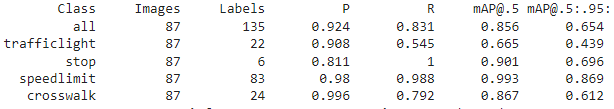 Class Images Labels P R mAP@.5 mAP@.5:.95:
all 87 135 0.924 0.831 0.856 0.654
trafficlight 87 22 0.908 0.545 0.665 0.439
stop 87 6 0.811 1 0.901 0.696
speedlimit 87 83 0.98 0.988 0.993 0.869
crosswalk 87 24 0.996 0.792 0.867 0.612